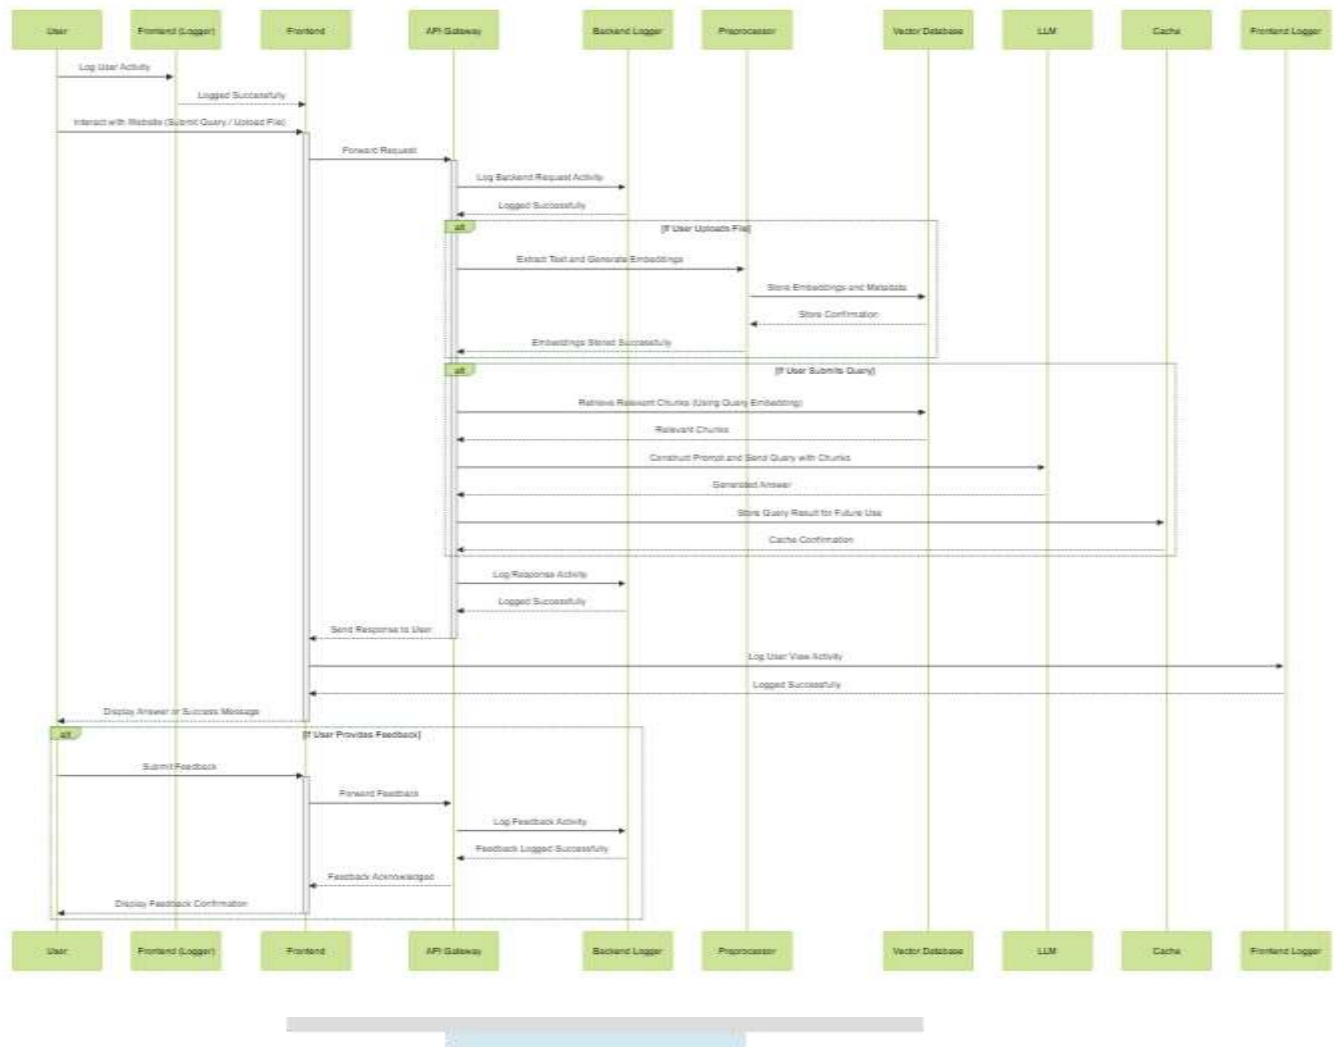 User Frontend (Logger) Frontend API Gateway Backend Logger Preprocessor Vector Database LLM Cache Frontend Logger
Log User Activity
Logged Successfully
Interact with Website (Submit Query / Upload File)
Forward Request
Log Backend Request Activity
Logged Successfully
alt [If User Uploads File]
Extract Text and Generate Embeddings
Store Embeddings and Metadata
Store Confirmation
Embeddings Stored Successfully
alt [If User Submits Query]
Retrieve Relevant Chunks (Using Query Embedding)
Relevant Chunks
Construct Prompt and Send Query with Chunks
Generated Answer
Store Query Result for Future Use
Cache Confirmation
Log Response Activity
Logged Successfully
Send Response to User
Log User View Activity
Logged Successfully
Display Answer or Success Message
alt [If User Provides Feedback]
Submit Feedback
Forward Feedback
Log Feedback Activity
Feedback Logged Successfully
Feedback Acknowledged
Display Feedback Confirmation
User Frontend (Logger) Frontend API Gateway Backend Logger Preprocessor Vector Database LLM Cache Frontend Logger